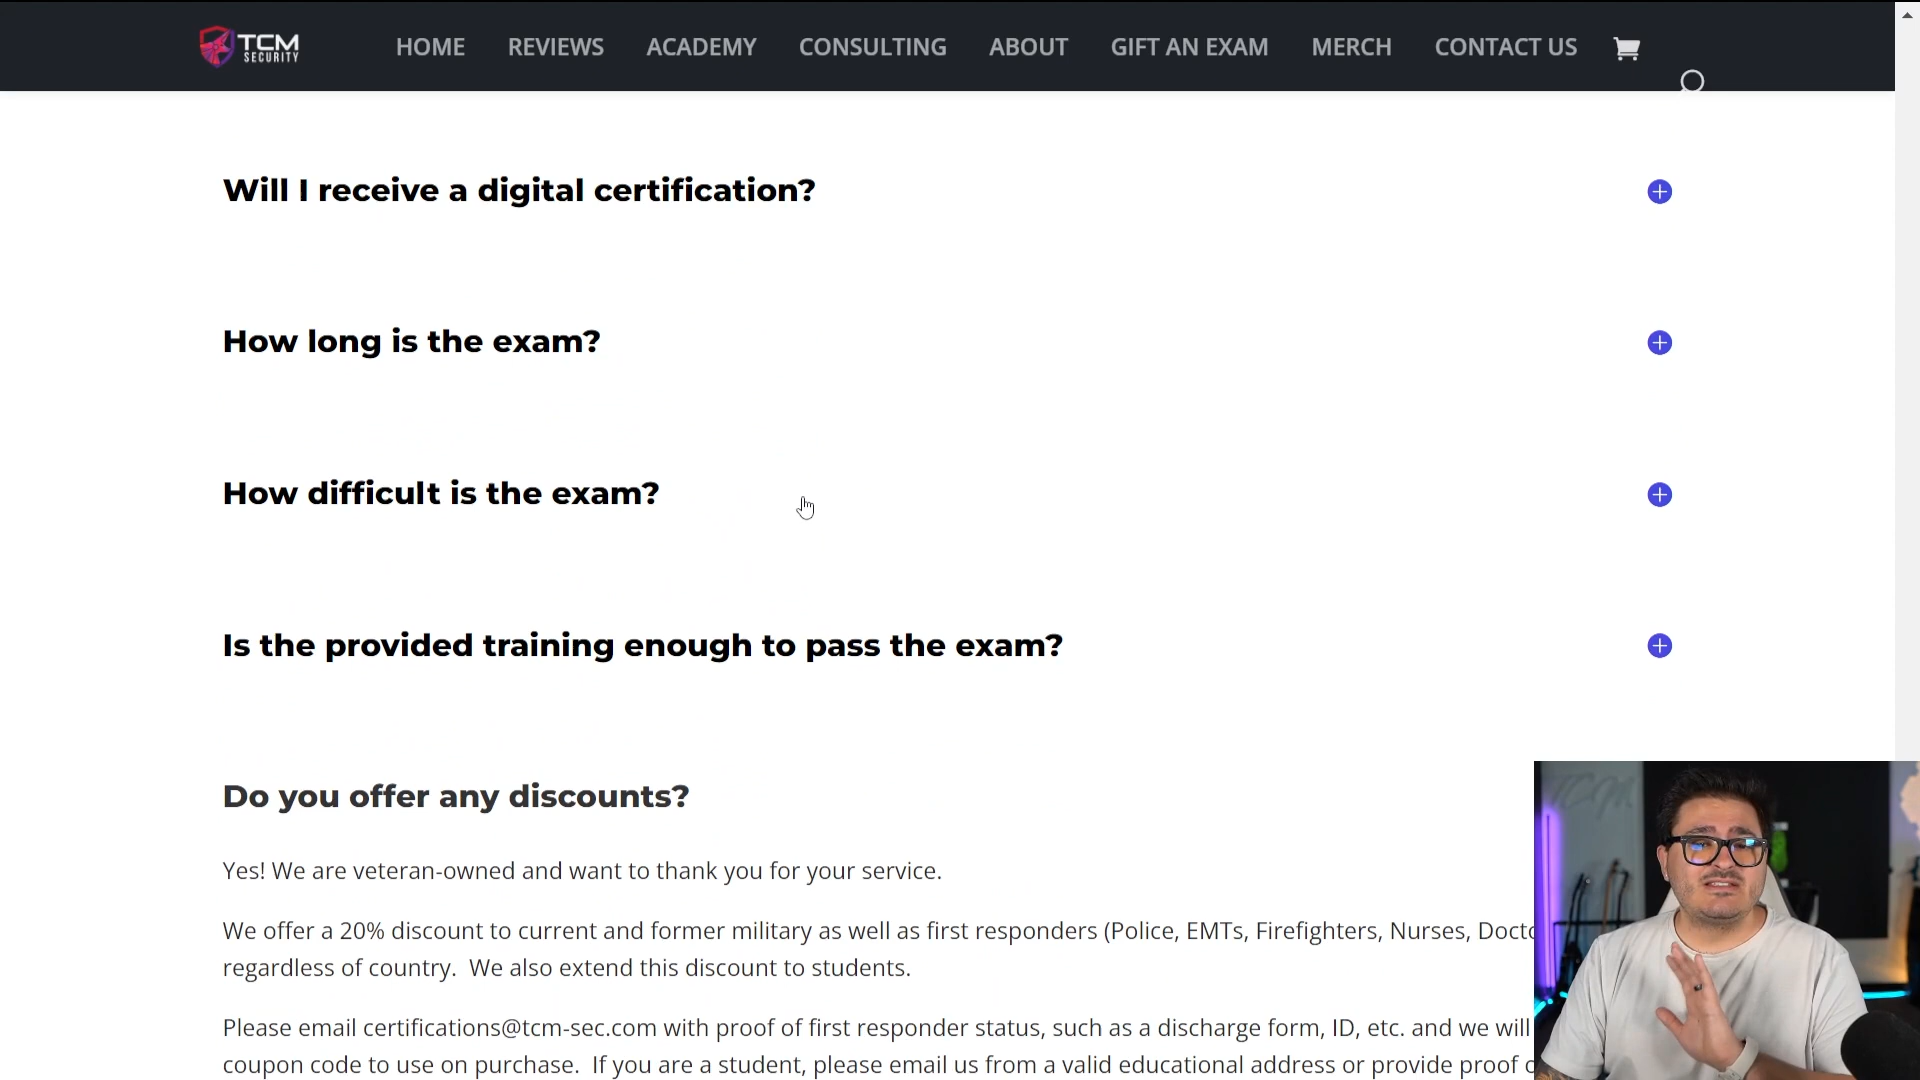 TCM
SECURITY
HOME REVIEWS ACADEMY CONSULTING ABOUT GIFT AN EXAM MERCH CONTACT US
Will I receive a digital certification?
How long is the exam?
How difficult is the exam?
Is the provided training enough to pass the exam?
Do you offer any discounts?
Yes! We are veteran-owned and want to thank you for your service.
We offer a 20% discount to current and former military as well as first responders (Police, EMTs, Firefighters, Nurses,
regardless of country. We also extend this discount to students.
Please email certifications@tcm-sec.com with proof of first responder status, such as a discharge form, ID, etc. and we will
coupon code to use on purchase. If you are a student, please email us from a valid educational address or provide proof